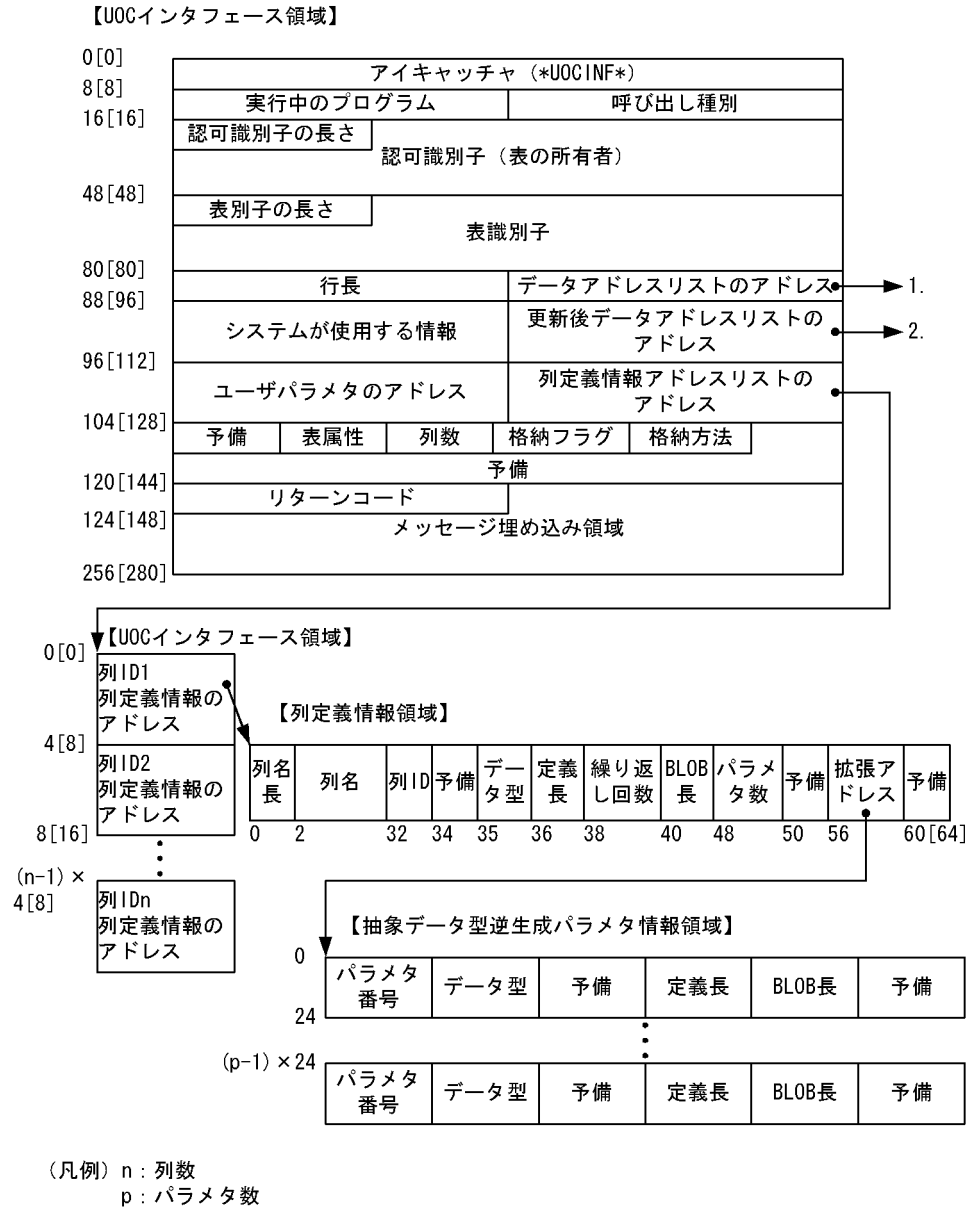 【UOCインタフェース領域】
0[0]
アイキャッチャ（*UOCINF*）
8[8]
実行中のプログラム 呼び出し種別
16[16]
認可識別子の長さ
認可識別子（表の所有者）
48[48]
表別子の長さ
表識別子
80[80]
行長 データアドレスリストのアドレス 1.
88[96]
システムが使用する情報 更新後データアドレスリストの
アドレス 2.
96[112]
ユーザパラメタのアドレス 列定義情報アドレスリストの
アドレス
104[128]
予備 表属性 列数 格納フラグ 格納方法
予備
120[144]
リターンコード
124[148]
メッセージ埋め込み領域
256[280]
【UOCインタフェース領域】
0[0]
列ID1
列定義情報の
アドレス
4[8]
列ID2
列定義情報の
アドレス
8[16]
(n-1)×
4[8]
列IDn
列定義情報の
アドレス
【列定義情報領域】
列名
長
列名
列ID
予備
デー
タ型
定義
長
繰り返
し回数
BLOB
長
パラメ
タ数
予備
拡張ア
ドレス
予備
0 2 32 34 35 36 38 40 48 50 56 60[64]
【抽象データ型逆生成パラメタ情報領域】
0
パラメタ
番号
データ型 予備 定義長 BLOB長 予備
24
(p-1)×24
パラメタ
番号
データ型 予備 定義長 BLOB長 予備
（凡例）n：列数
p：パラメタ数